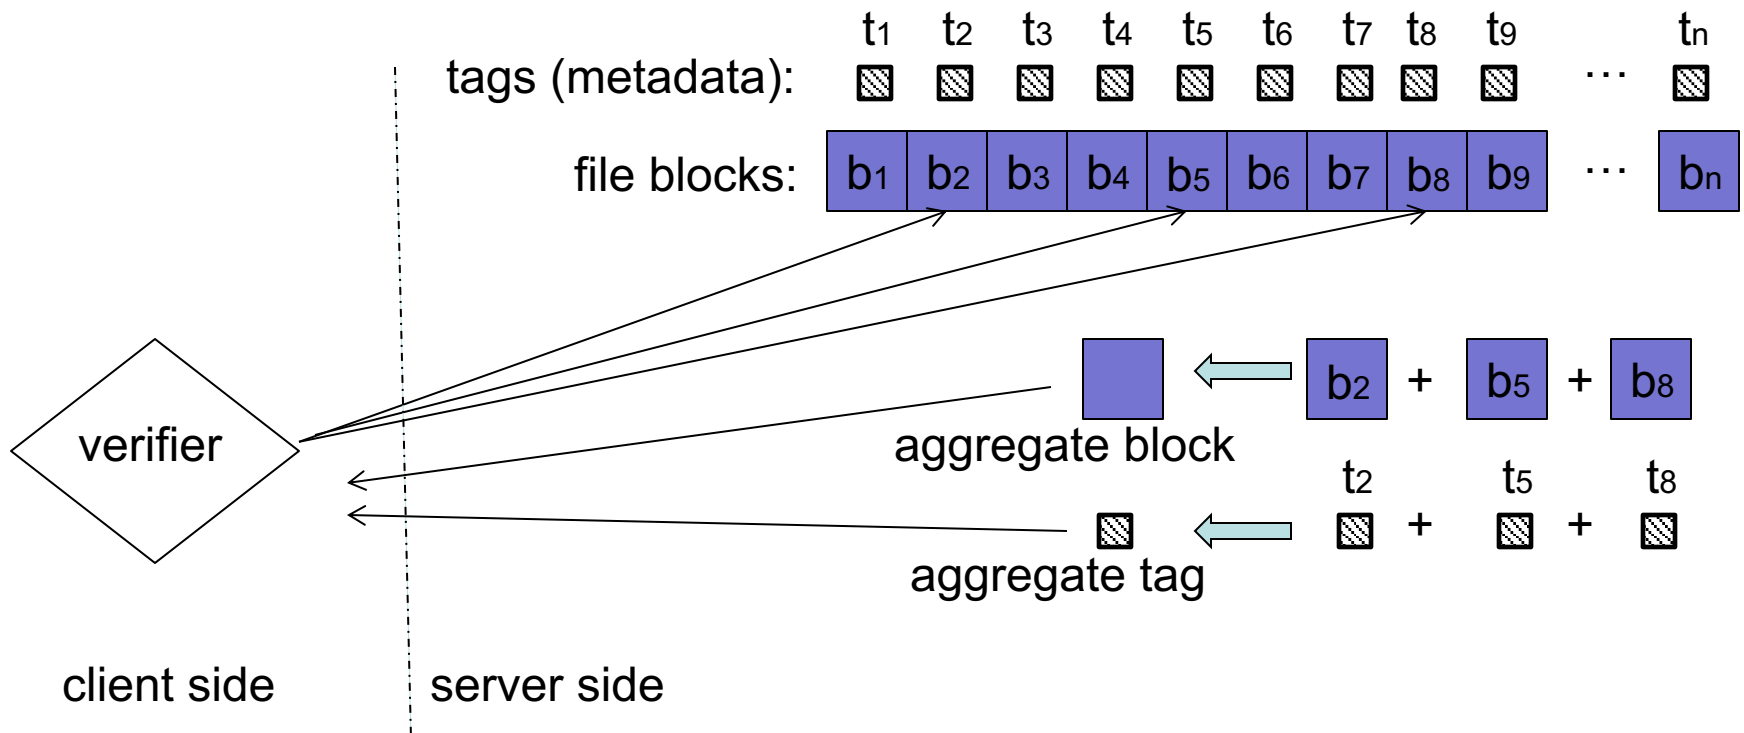 t1 t2 t3 t4 t5 t6 t7 t8 t9 tn
tags (metadata): ...
file blocks: b1 b2 b3 b4 b5 b6 b7 b8 b9 ... bn
b2 + b5 + b8
verifier
aggregate block
t2 t5 t8
+ +
aggregate tag
client side
server side